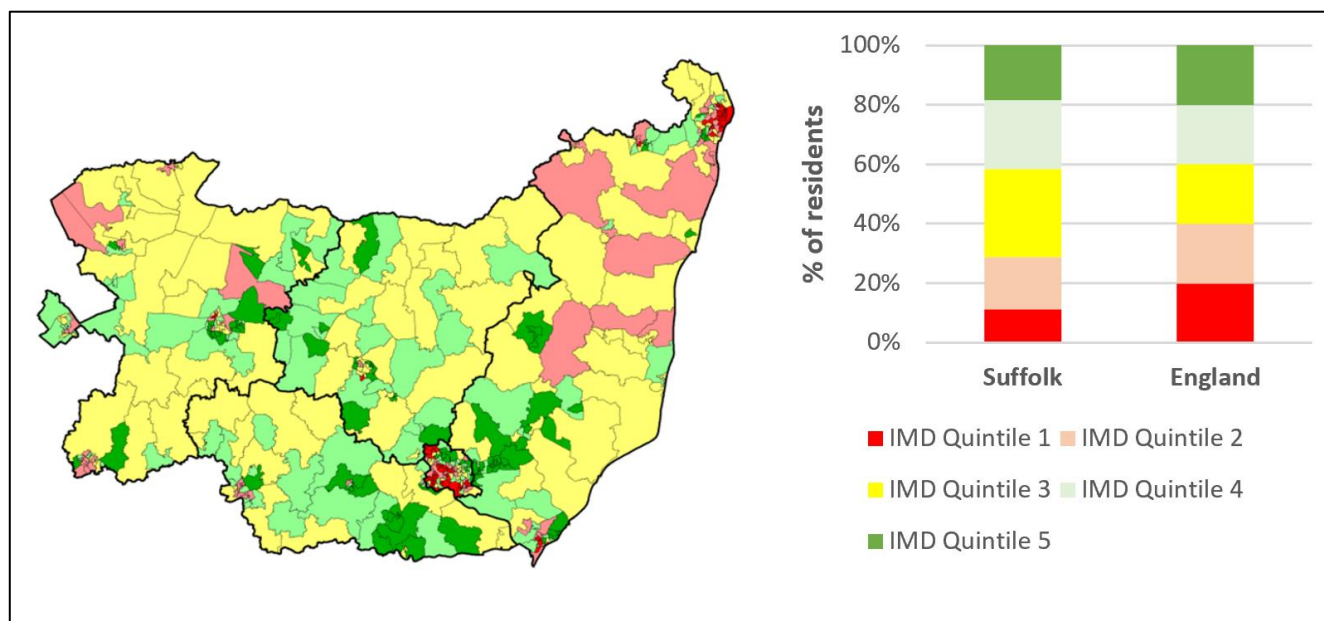 100%
80%
60%
40%
20%
0%
% of residents
Suffolk England
IMD Quintile 1 IMD Quintile 2
IMD Quintile 3 IMD Quintile 4
IMD Quintile 5